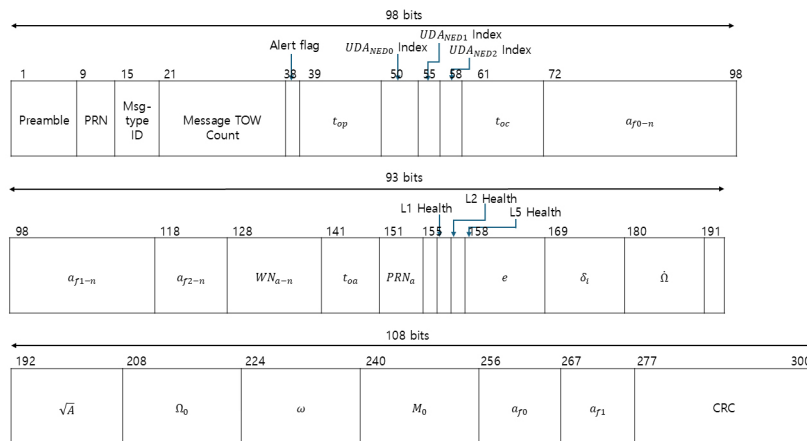 98 bits
Alert flag
UDA_NED0 Index
UDA_NED1 Index
UDA_NED2 Index
1 9 15 21 38 39 50 55 58 61 72 98
Preamble
PRN
Msg-
type
ID
Message TOW
Count
t_op
t_oc
a_f0−n
93 bits
L1 Health
L2 Health
L5 Health
98 118 128 141 151 155 158 169 180 191
a_f1−n
a_f2−n
WN_a−n
t_oa
PRN_a
e
δ_i
Ω̇
108 bits
192 208 224 240 256 267 277 300
√A
Ω_0
ω
M_0
a_f0
a_f1
CRC